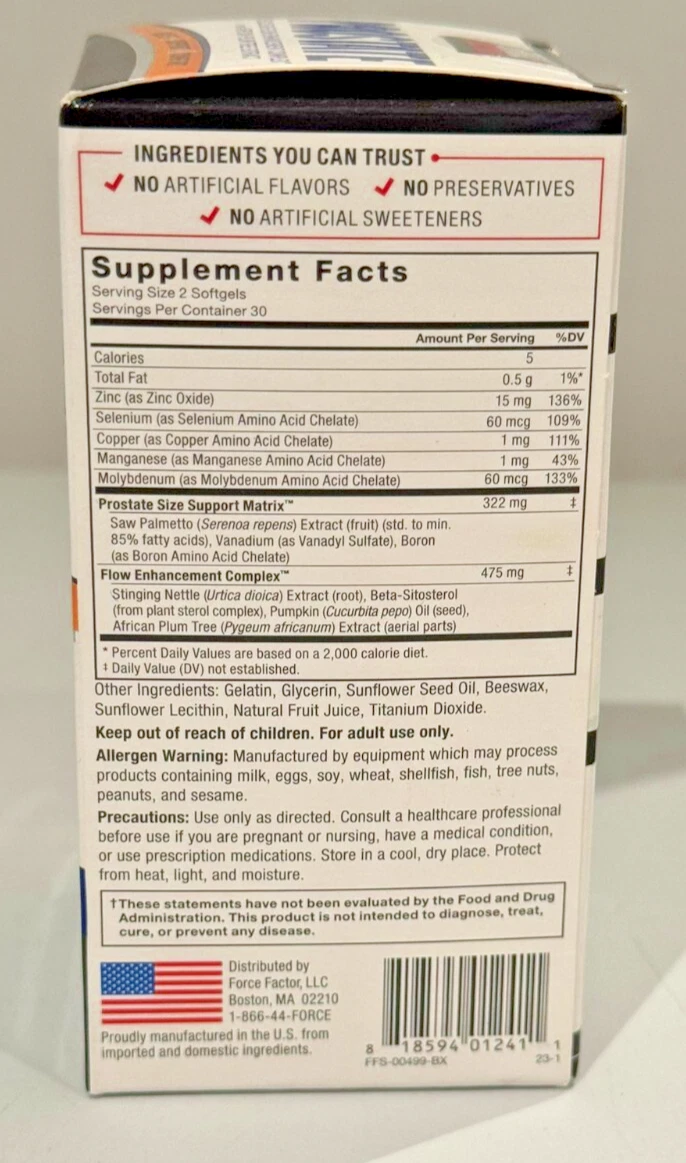 INGREDIENTS YOU CAN TRUST
NO ARTIFICIAL FLAVORS NO PRESERVATIVES
NO ARTIFICIAL SWEETENERS
Supplement Facts
Serving Size 2 Softgels
Servings Per Container 30
Amount Per Serving %DV
Calories 5
Total Fat 0.5 g 1%*
Zinc (as Zinc Oxide) 15 mg 136%
Selenium (as Selenium Amino Acid Chelate) 60 mcg 109%
Copper (as Copper Amino Acid Chelate) 1 mg 111%
Manganese (as Manganese Amino Acid Chelate) 1 mg 43%
Molybdenum (as Molybdenum Amino Acid Chelate) 60 mcg 133%
Prostate Size Support Matrix™ 322 mg ‡
Saw Palmetto (Serenoa repens) Extract (fruit) (std. to min.
85% fatty acids), Vanadium (as Vanadyl Sulfate), Boron
(as Boron Amino Acid Chelate)
Flow Enhancement Complex™ 475 mg ‡
Stinging Nettle (Urtica dioica) Extract (root), Beta-Sitosterol
(from plant sterol complex), Pumpkin (Cucurbita pepo) Oil (seed),
African Plum Tree (Pygeum africanum) Extract (aerial parts)
* Percent Daily Values are based on a 2,000 calorie diet.
‡ Daily Value (DV) not established.
Other Ingredients: Gelatin, Glycerin, Sunflower Seed Oil, Beeswax,
Sunflower Lecithin, Natural Fruit Juice, Titanium Dioxide.
Keep out of reach of children. For adult use only.
Allergen Warning: Manufactured by equipment which may process
products containing milk, eggs, soy, wheat, shellfish, fish, tree nuts,
peanuts, and sesame.
Precautions: Use only as directed. Consult a healthcare professional
before use if you are pregnant or nursing, have a medical condition,
or use prescription medications. Store in a cool, dry place. Protect
from heat, light, and moisture.
†These statements have not been evaluated by the Food and Drug
Administration. This product is not intended to diagnose, treat,
cure, or prevent any disease.
Distributed by
Force Factor, LLC
Boston, MA 02210
1-866-44-FORCE
Proudly manufactured in the U.S. from
imported and domestic ingredients.
8 18594 01241 1
FFS-00499-BX 23-1